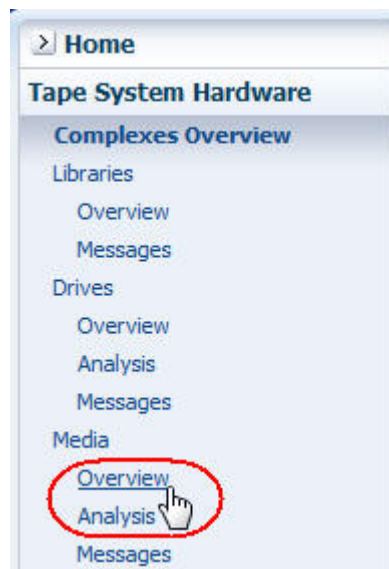 Home
Tape System Hardware
Complexes Overview
Libraries
Overview
Messages
Drives
Overview
Analysis
Messages
Media
Overview
Analysis
Messages